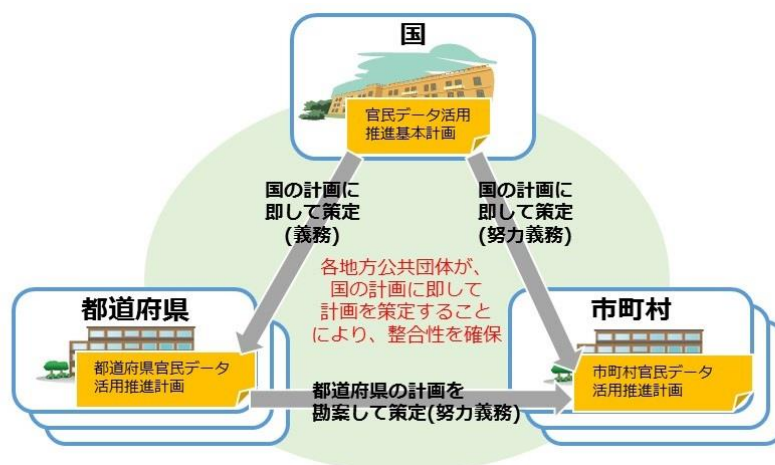 国
官民データ活用
推進基本計画
国の計画に
即して策定
(義務)
国の計画に
即して策定
(努力義務)
各地方公共団体が、
国の計画に即して
計画を策定すること
により、整合性を確保
都道府県
都道府県官民データ
活用推進計画
市町村
市町村官民データ
活用推進計画
都道府県の計画を
勘案して策定(努力義務)